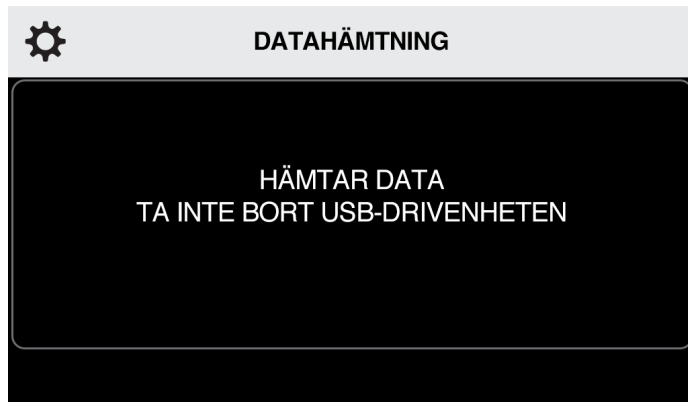 DATAHÄMTNING
HÄMTAR DATA
TA INTE BORT USB-DRIVENHETEN